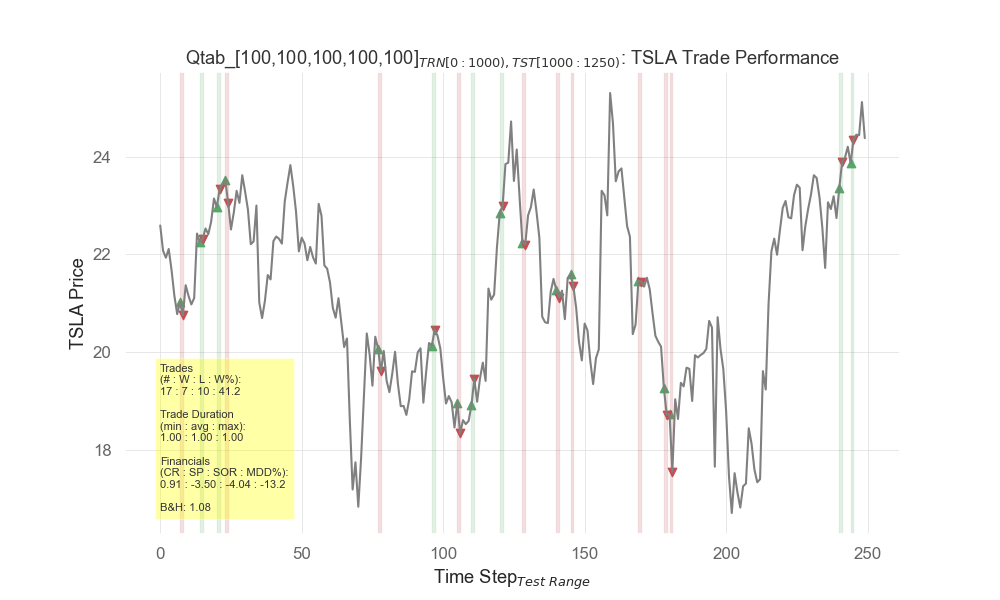 Qtab_[100,100,100,100,100]TRN[0 : 1000), TST[1000 : 1250): TSLA Trade Performance
TSLA Price
24
22
20
18
Trades
(# : W : L : W%):
17 : 7 : 10 : 41.2
Trade Duration
(min : avg : max):
1.00 : 1.00 : 1.00
Financials
(CR : SP : SOR : MDD%):
0.91 : -3.50 : -4.04 : -13.2
B&H: 1.08
0 50 100 150 200 250
Time StepTest Range